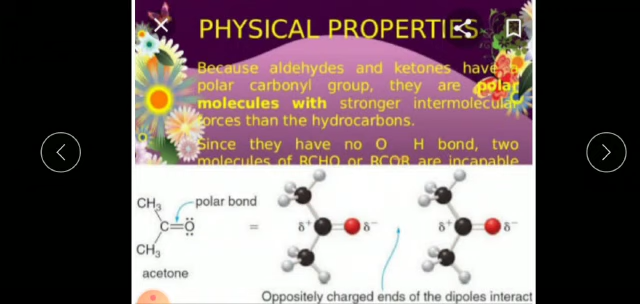 PHYSICAL PROPERTIES
Because aldehydes and ketones have a
polar carbonyl group, they are polar
molecules with stronger intermolecular
forces than the hydrocarbons.
Since they have no O H bond, two
molecules of RCHO or RCOR are incapable
CH3 polar bond
C=O = δ+ δ− δ+ δ−
CH3
acetone
Oppositely charged ends of the dipoles interact